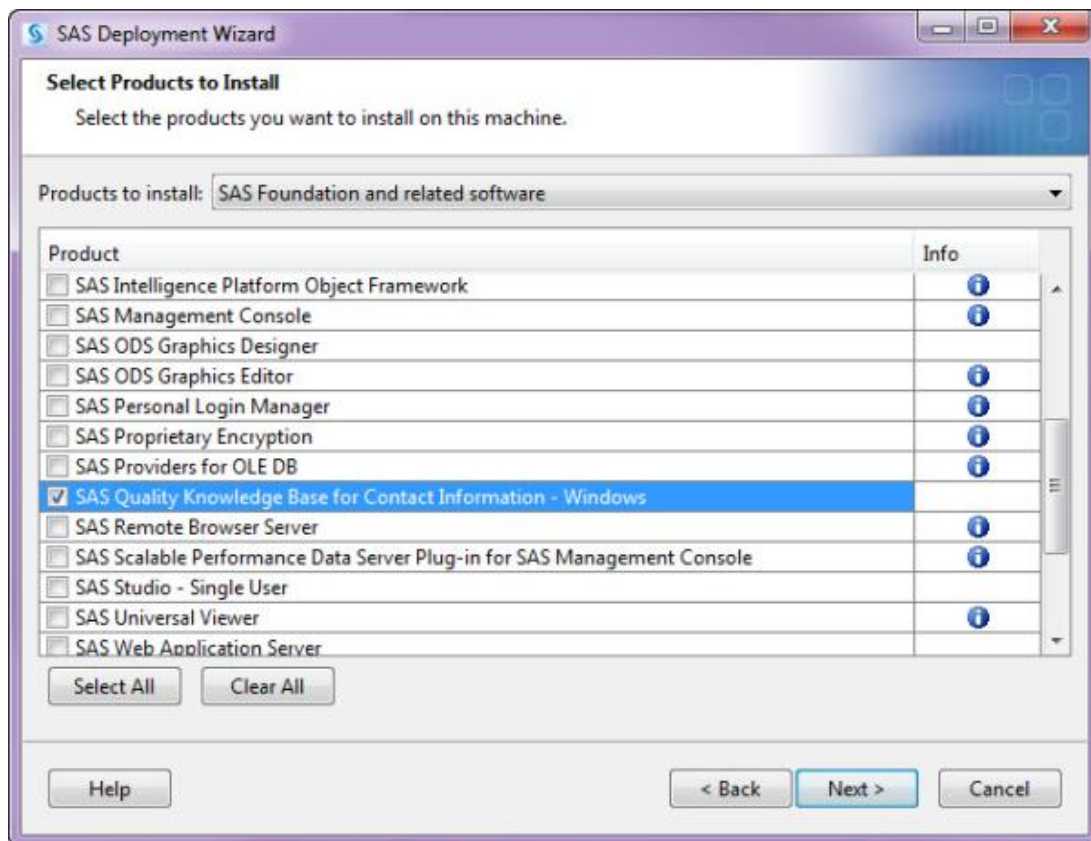 SAS Deployment Wizard
Select Products to Install
Select the products you want to install on this machine.
Products to install: SAS Foundation and related software
Product Info
SAS Intelligence Platform Object Framework
SAS Management Console
SAS ODS Graphics Designer
SAS ODS Graphics Editor
SAS Personal Login Manager
SAS Proprietary Encryption
SAS Providers for OLE DB
SAS Quality Knowledge Base for Contact Information - Windows
SAS Remote Browser Server
SAS Scalable Performance Data Server Plug-in for SAS Management Console
SAS Studio - Single User
SAS Universal Viewer
SAS Web Application Server
Select All Clear All
Help < Back Next > Cancel